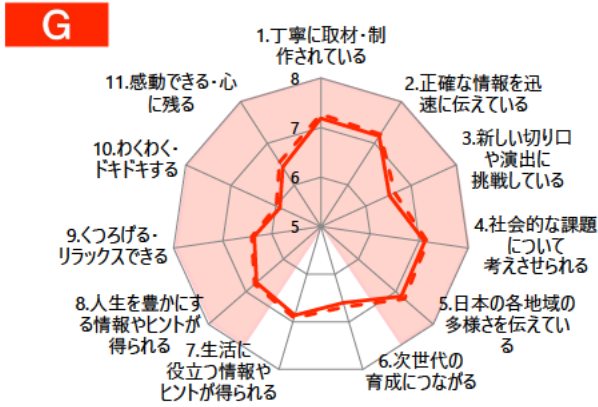 G
1.丁寧に取材・制
作されている
2.正確な情報を迅
速に伝えている
3.新しい切り口
や演出に
挑戦している
4.社会的な課題
について
考えさせられる
5.日本の各地域の
多様さを伝えてい
る
6.次世代の
育成につながる
7.生活に
役立つ情報や
ヒントが得られる
8.人生を豊かにす
る情報やヒントが
得られる
9.くつろげる・
リラックスできる
10.わくわく・
ドキドキする
11.感動できる・心
に残る
8
7
6
5